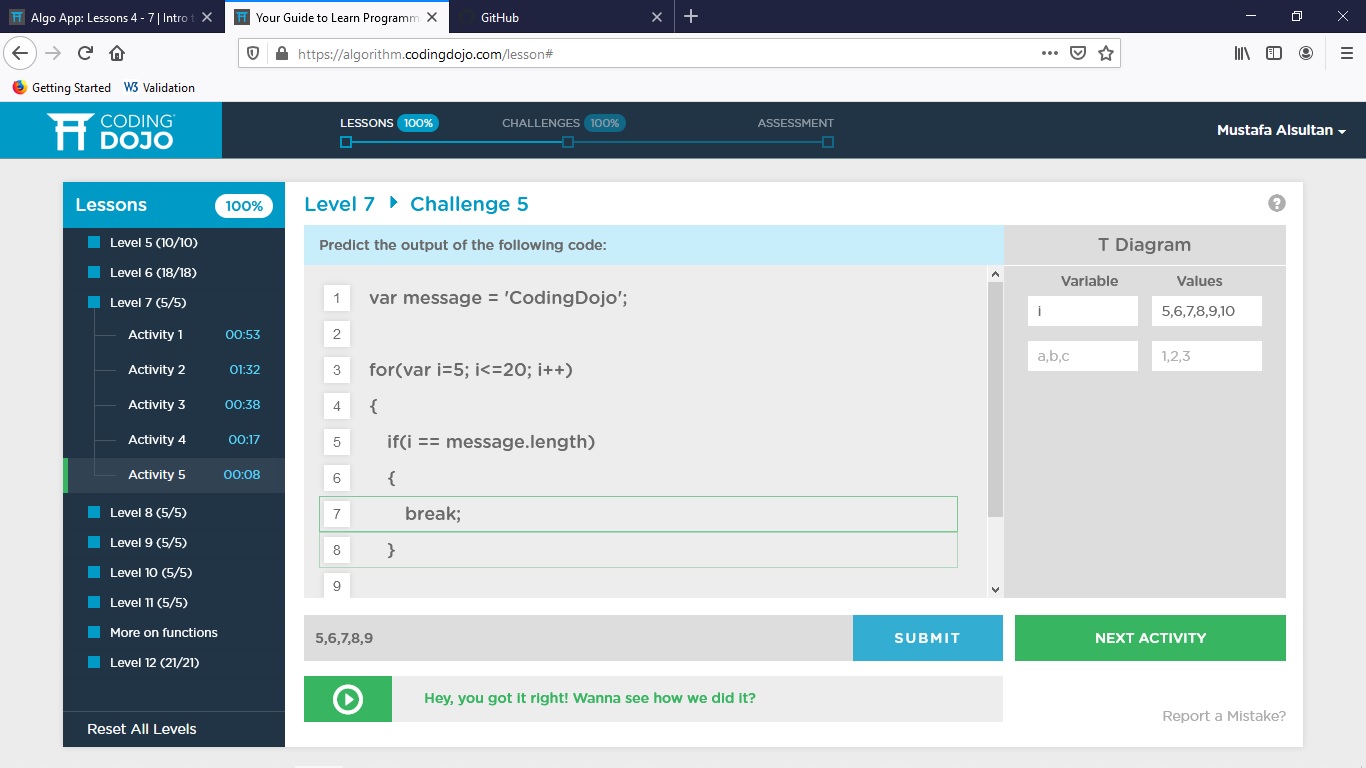 Algo App: Lessons 4 - 7 | Intro t
Your Guide to Learn Programm
GitHub
https://algorithm.codingdojo.com/lesson#
Getting Started
W3 Validation
CODING
DOJO
LESSONS 100%
CHALLENGES 100%
ASSESSMENT
Mustafa Alsultan
Lessons 100%
Level 5 (10/10)
Level 6 (18/18)
Level 7 (5/5)
Activity 1 00:53
Activity 2 01:32
Activity 3 00:38
Activity 4 00:17
Activity 5 00:08
Level 8 (5/5)
Level 9 (5/5)
Level 10 (5/5)
Level 11 (5/5)
More on functions
Level 12 (21/21)
Reset All Levels
Level 7 Challenge 5
?
Predict the output of the following code:
1 var message = 'CodingDojo';
2
3 for(var i=5; i<=20; i++)
4 {
5 if(i == message.length)
6 {
7 break;
8 }
9
T Diagram
Variable Values
i 5,6,7,8,9,10
a,b,c 1,2,3
5,6,7,8,9
SUBMIT
NEXT ACTIVITY
Hey, you got it right! Wanna see how we did it?
Report a Mistake?